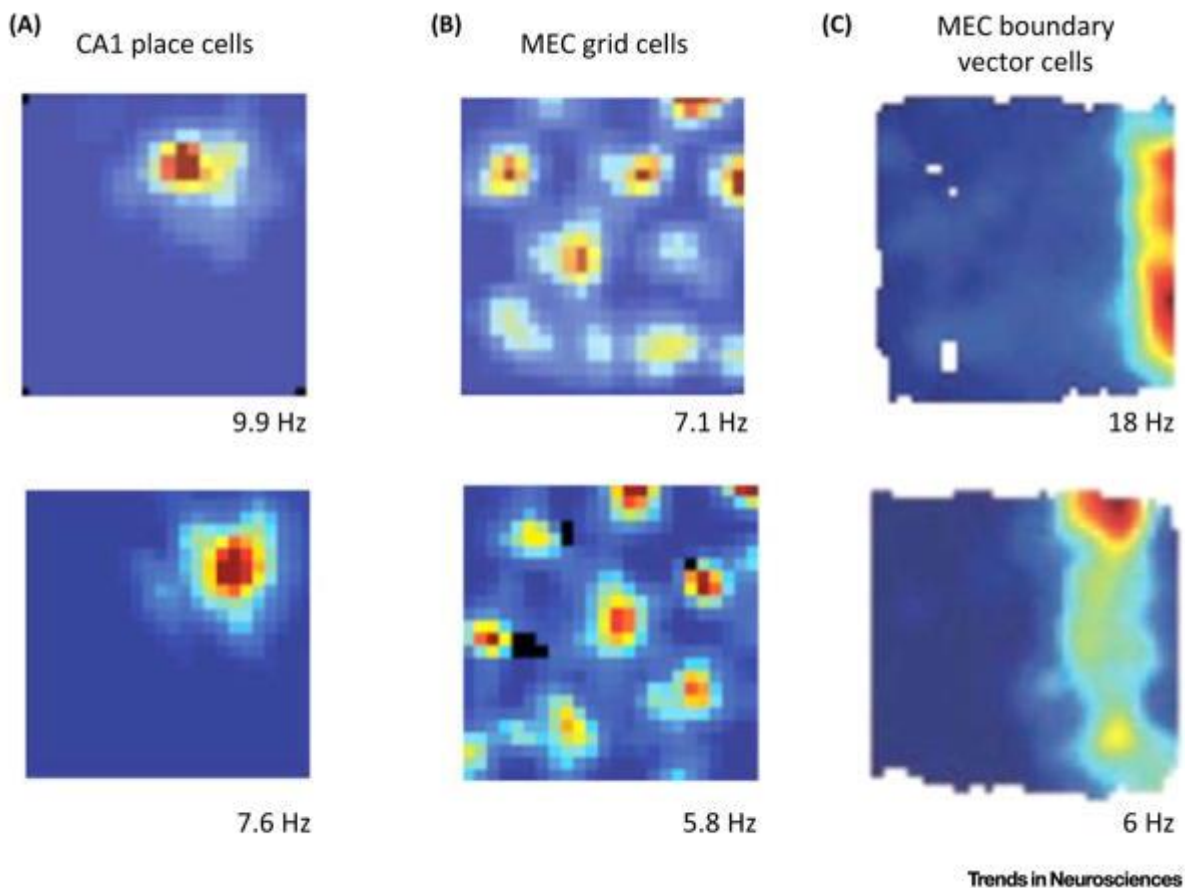 (A)
CA1 place cells
(B)
MEC grid cells
(C)
MEC boundary
vector cells
9.9 Hz
7.1 Hz
18 Hz
7.6 Hz
5.8 Hz
6 Hz
Trends in Neurosciences